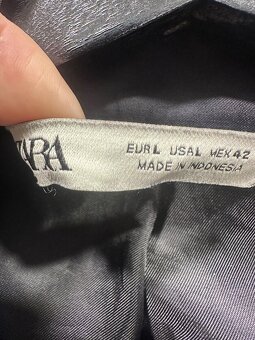 ZARA
EUR L USA L MEX 42
MADE IN INDONESIA